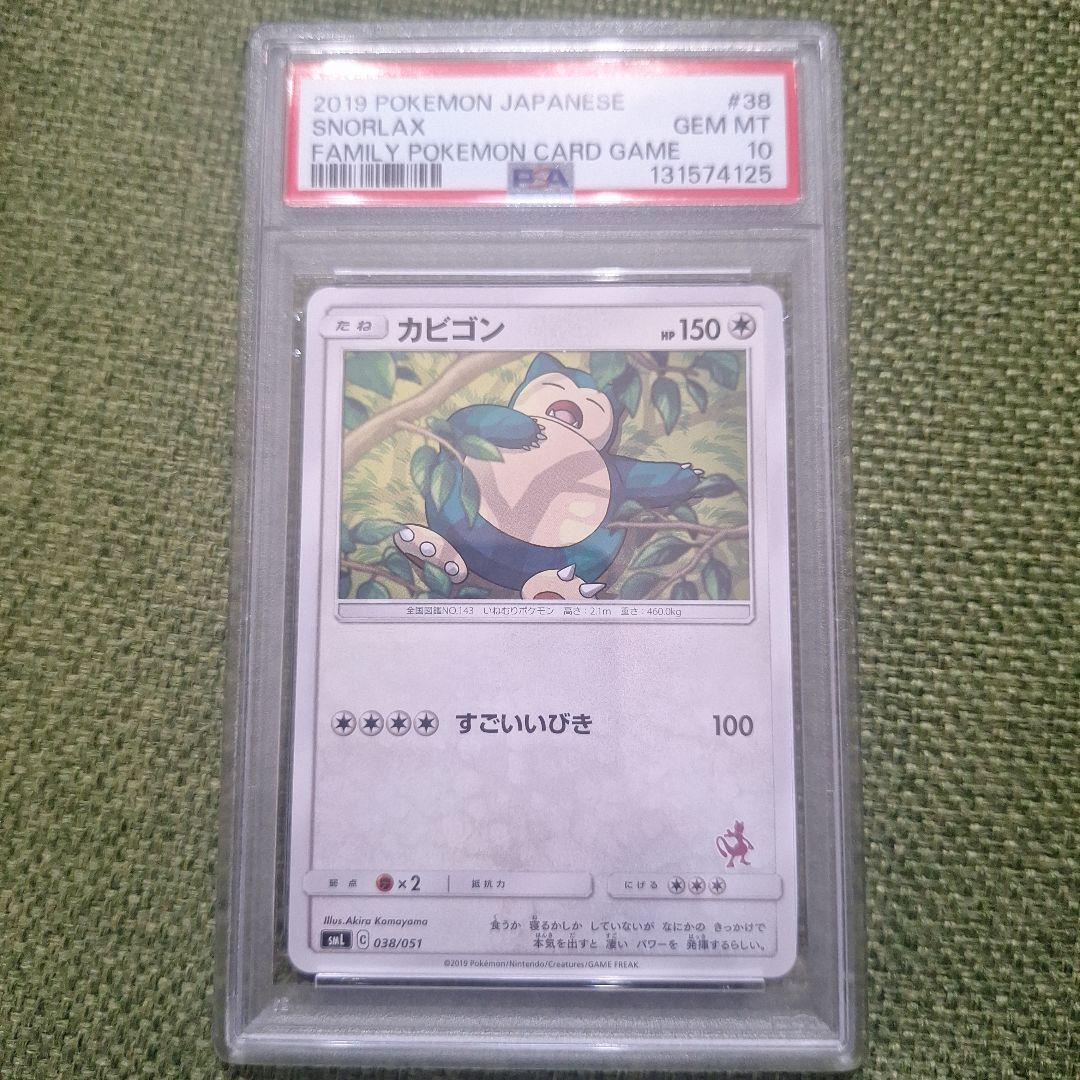 2019 POKEMON JAPANESE #38
SNORLAX GEM MT
FAMILY POKEMON CARD GAME 10
PSA 131574125
たね カビゴン HP 150
全国図鑑NO.143 いねむりポケモン 高さ:2.1m 重さ:460.0kg
すごいいびき 100
弱点 ×2 抵抗力 にげる
Illus.Akira Komayama
食うか 寝るかしか していないが なにかの きっかけで
本気を出すと 凄い パワーを 発揮するらしい。
SML C 038/051
©2019 Pokémon/Nintendo/Creatures/GAME FREAK.